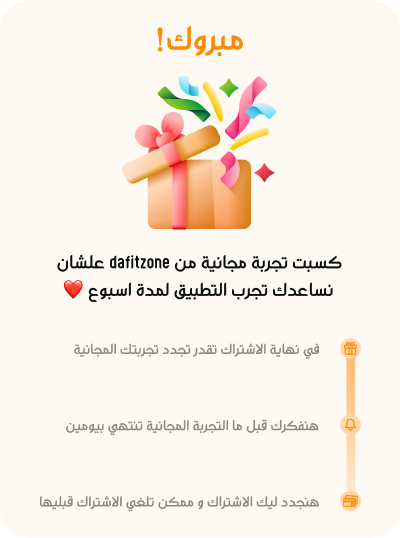 مبروك!
كسبت تجربة مجانية من dafitzone علشان
نساعدك تجرب التطبيق لمدة اسبوع ❤️
في نهاية الاشتراك تقدر تجدد تجربتك المجانية
هنفكرك قبل ما التجربة المجانية تنتهي بيومين
هنجدد ليك الاشتراك و ممكن تلغي الاشتراك قبليها